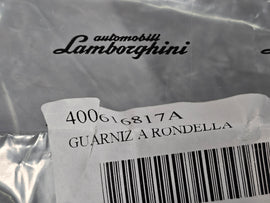 automobili
Lamborghini
400616817A
GUARNIZ A RONDELLA